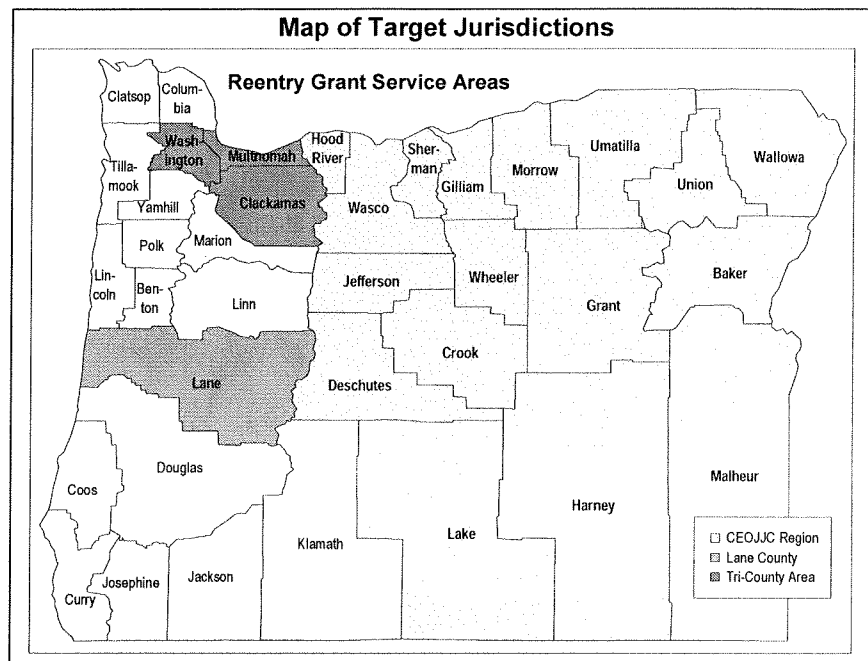 Map of Target Jurisdictions
Reentry Grant Service Areas
Clatsop
Colum-
bia
Wash-
ington
Multnomah
Hood
River
Sher-
man
Gilliam
Morrow
Umatilla
Wallowa
Union
Tilla-
mook
Clackamas
Wasco
Yamhill
Polk
Marion
Jefferson
Wheeler
Baker
Lin-
coln
Ben-
ton
Linn
Grant
Crook
Deschutes
Lane
Douglas
Coos
Klamath
Lake
Harney
Malheur
Curry
Josephine
Jackson
CEOJJC Region
Lane County
Tri-County Area